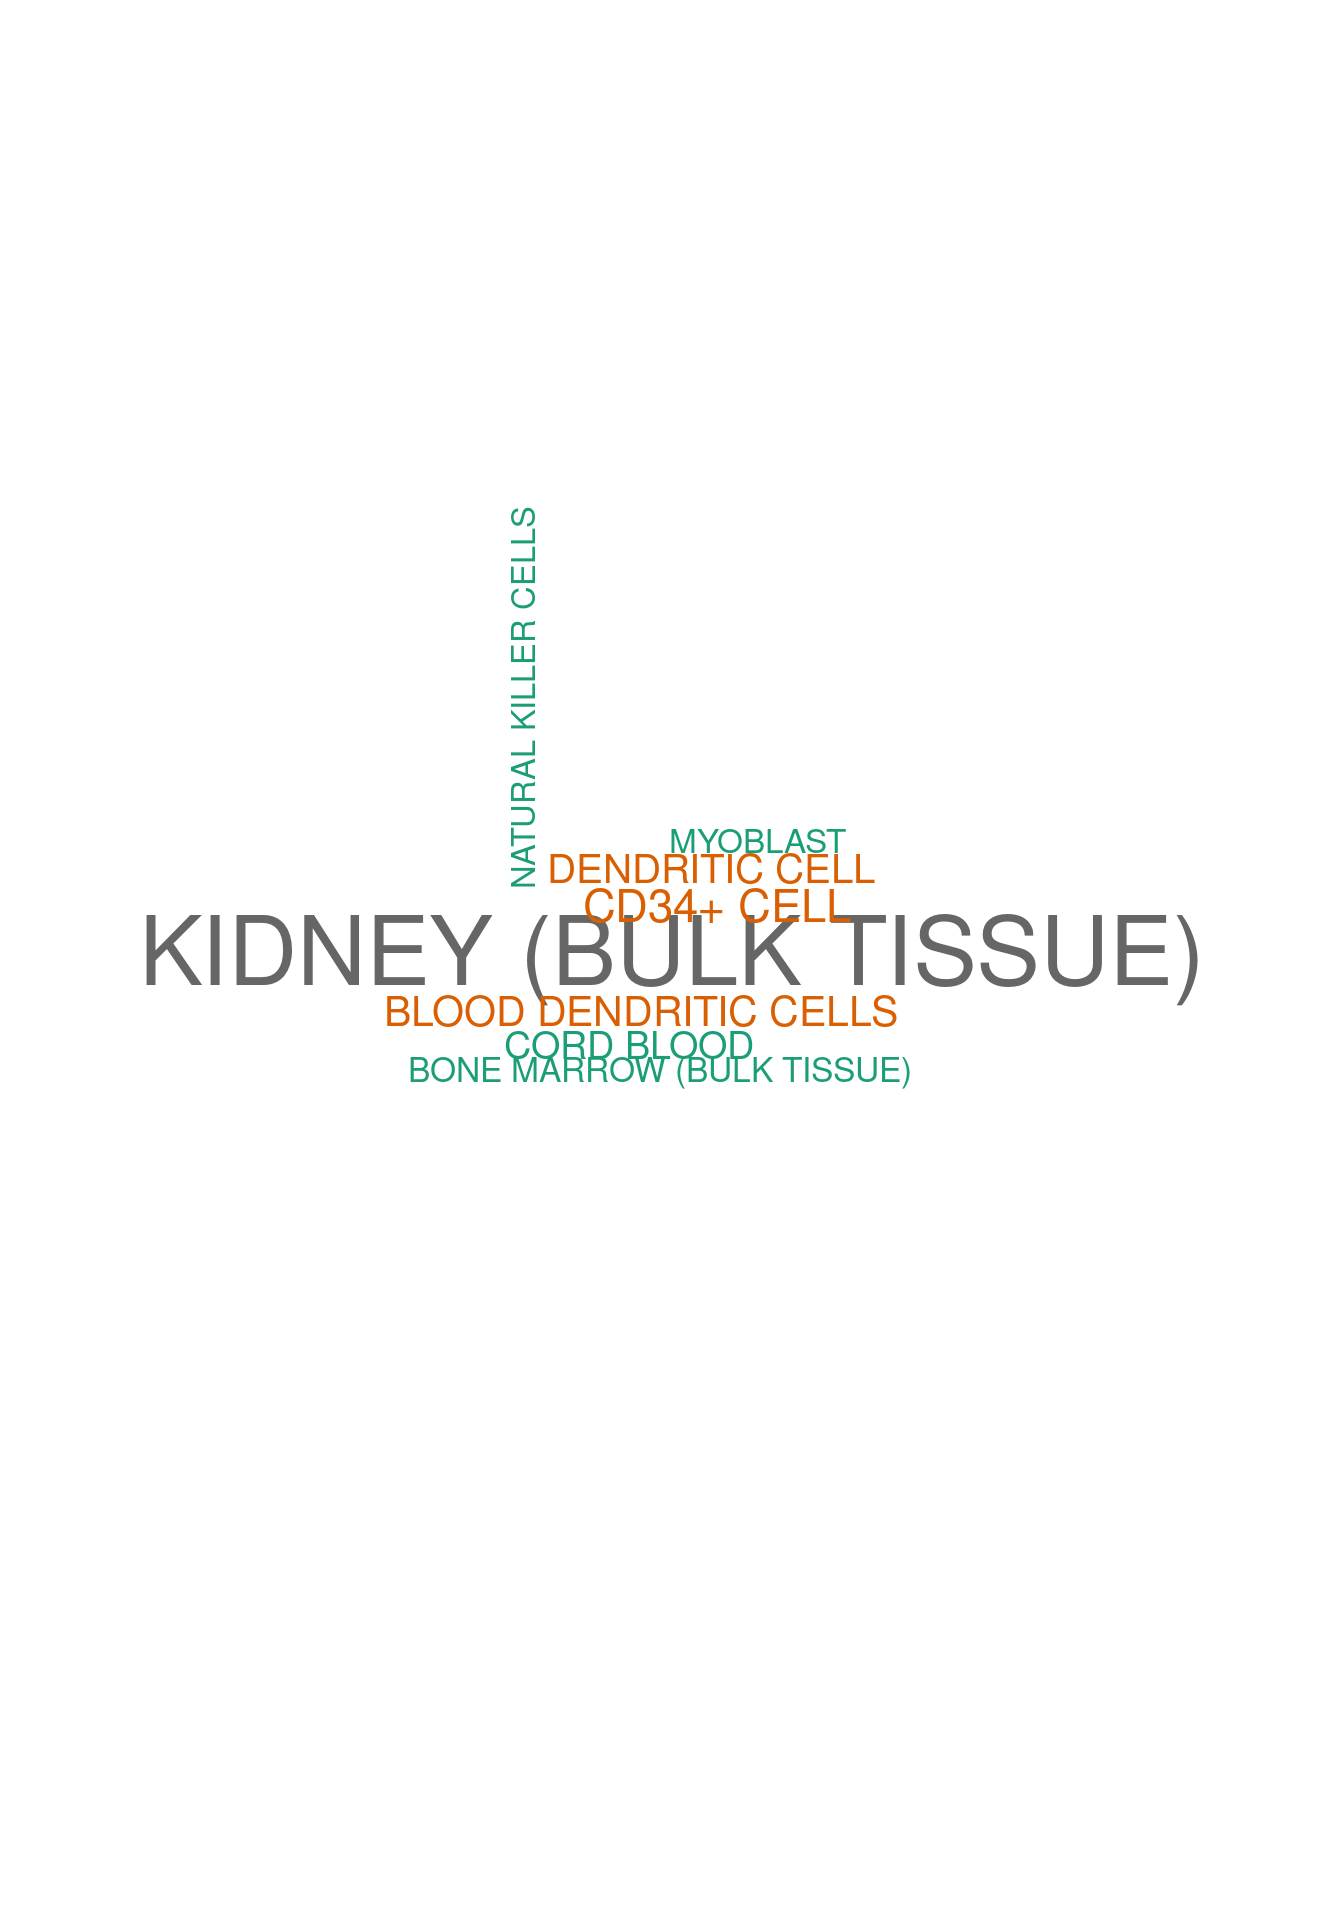 NATURAL KILLER CELLS
MYOBLAST
DENDRITIC CELL
CD34+ CELL
KIDNEY (BULK TISSUE)
BLOOD DENDRITIC CELLS
CORD BLOOD
BONE MARROW (BULK TISSUE)